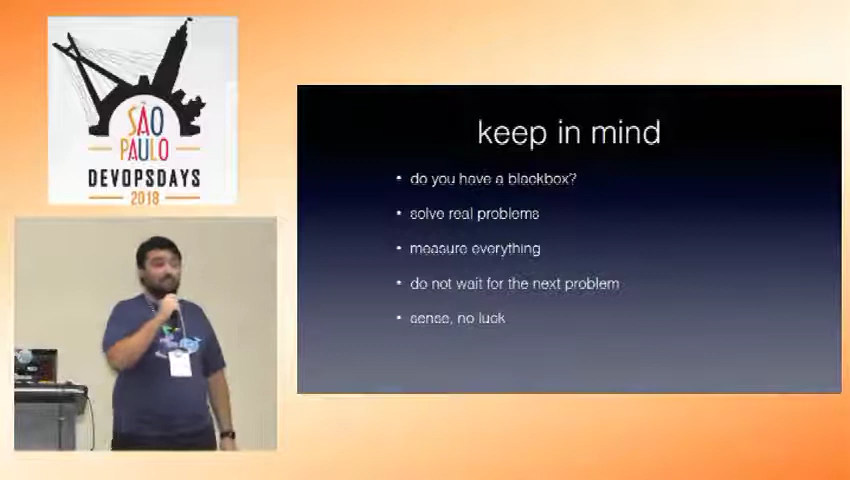 SÃO
PAULO
DEVOPSDAYS
2018
keep in mind
• do you have a blackbox?
• solve real problems
• measure everything
• do not wait for the next problem
• sense, no luck